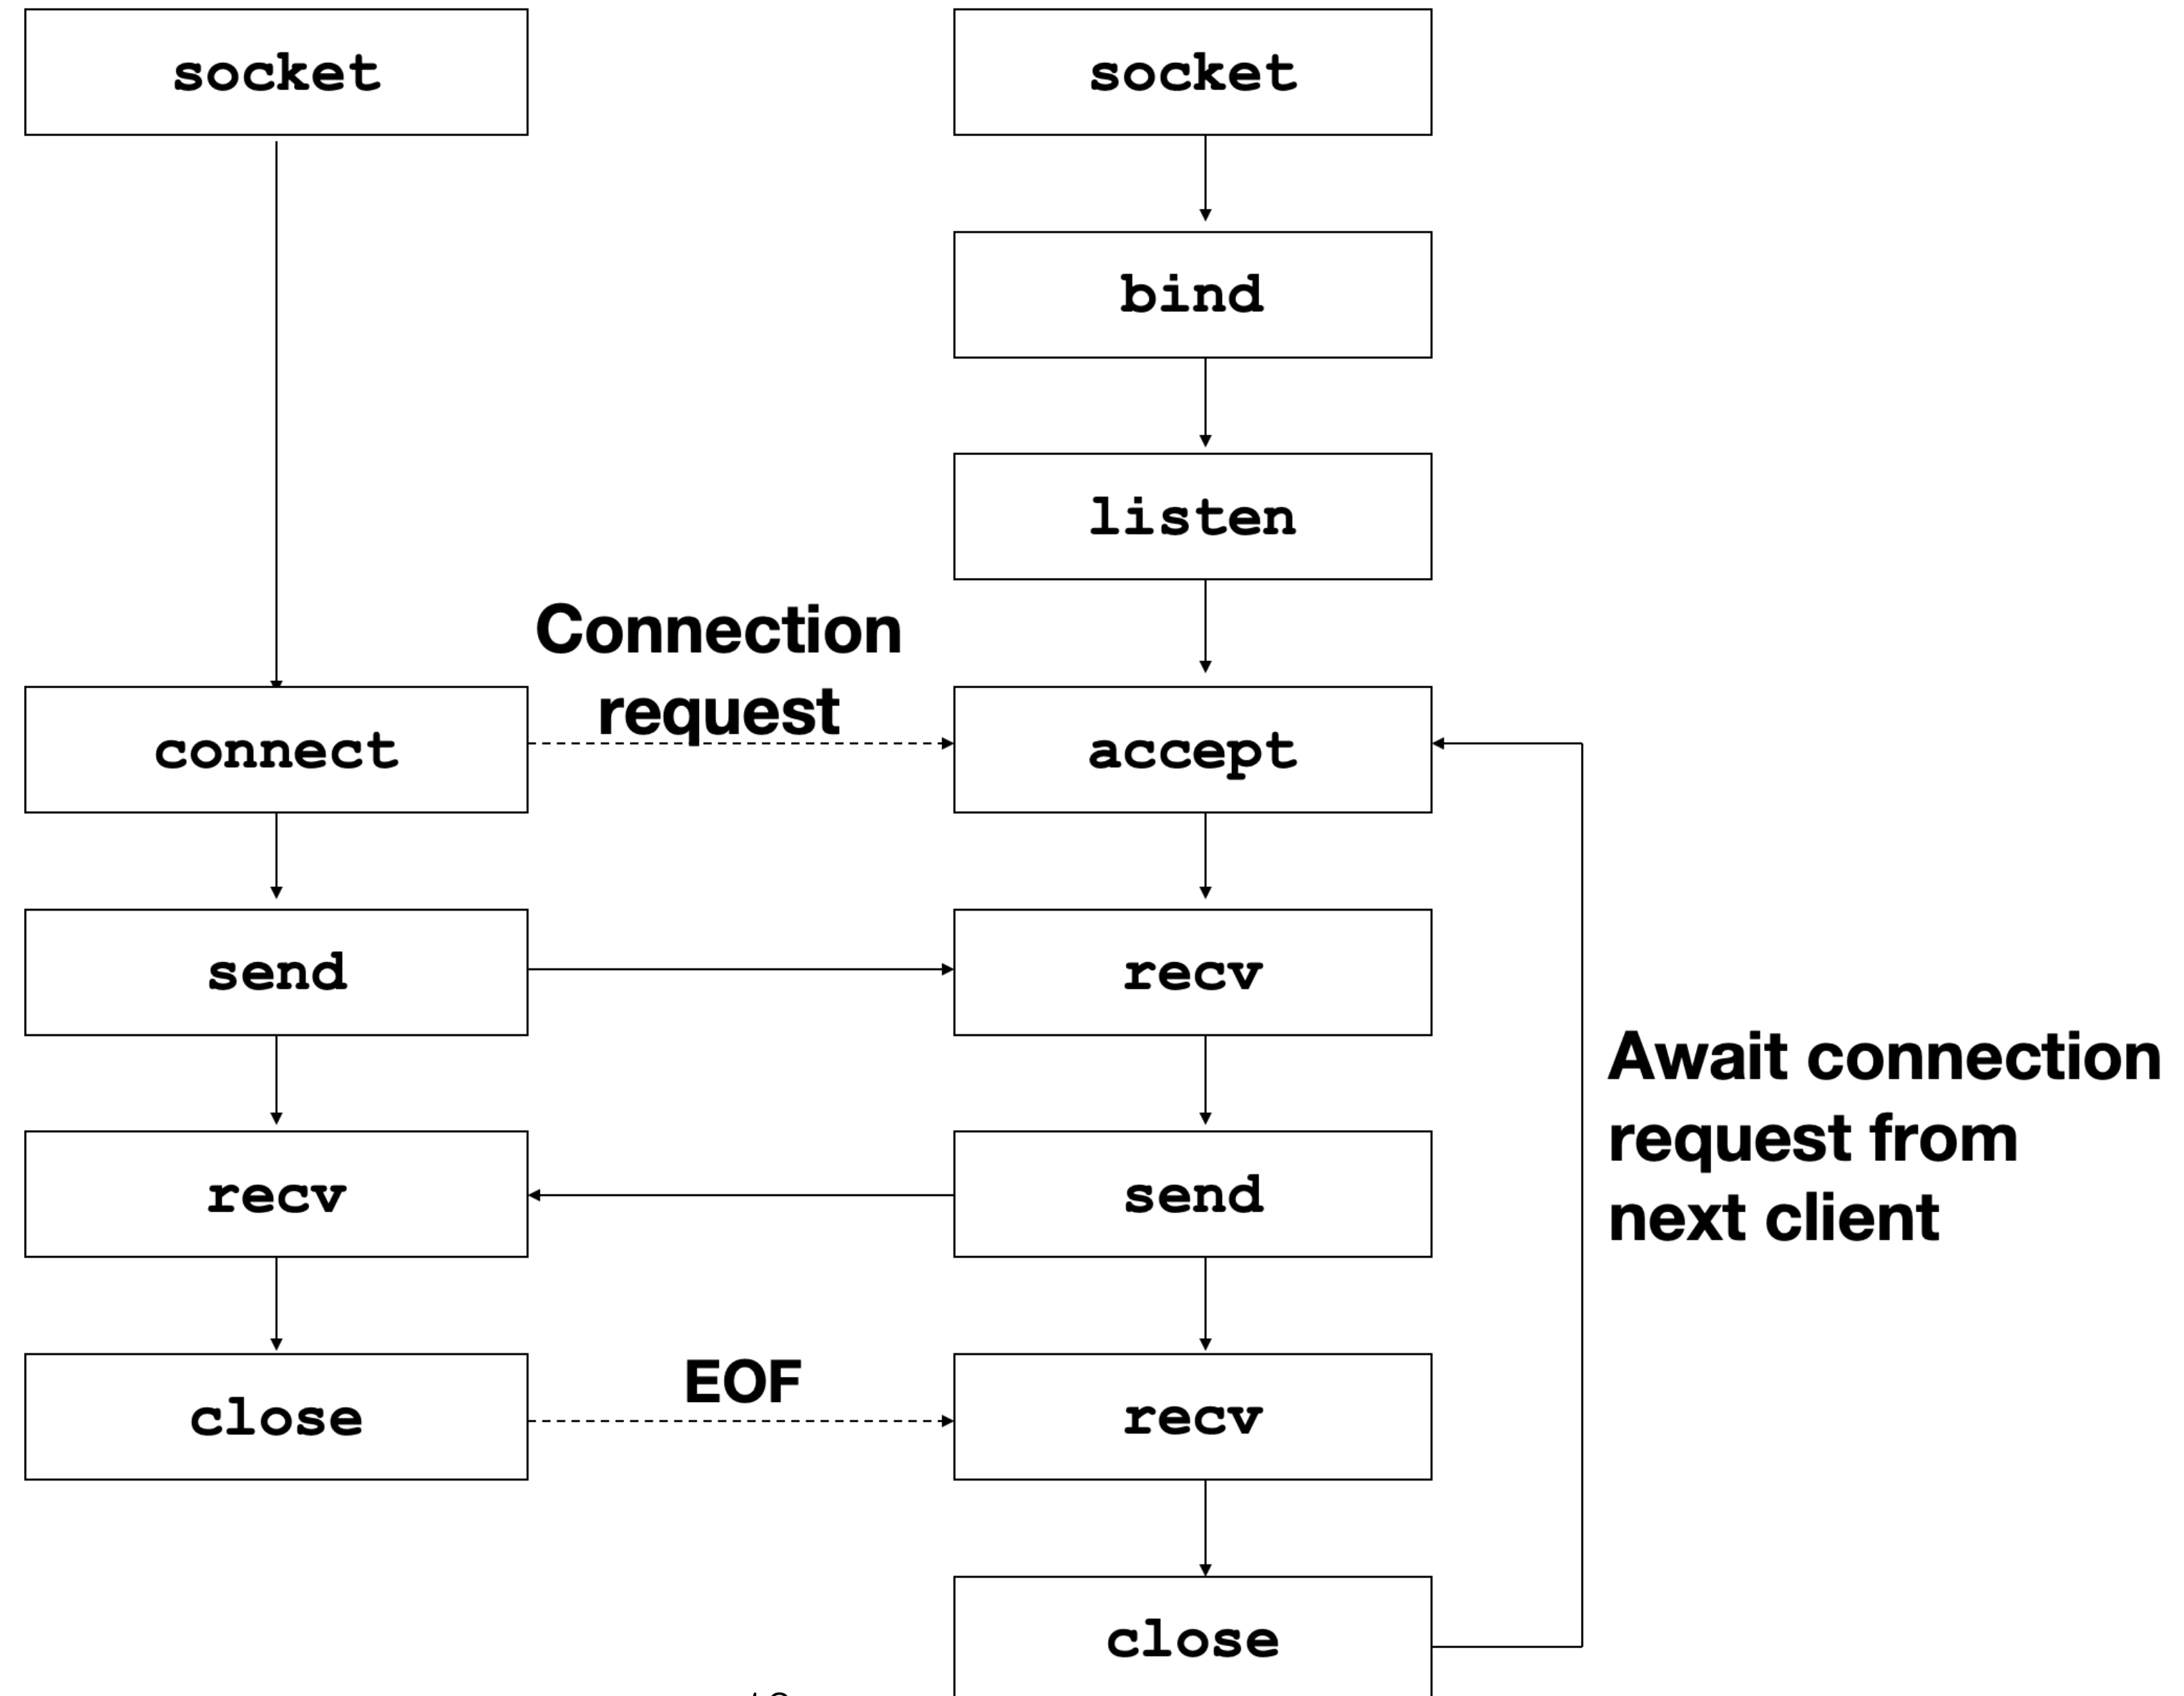 socket
socket
bind
listen
Connection
request
connect
accept
send
recv
Await connection
request from
next client
recv
send
EOF
close
recv
close